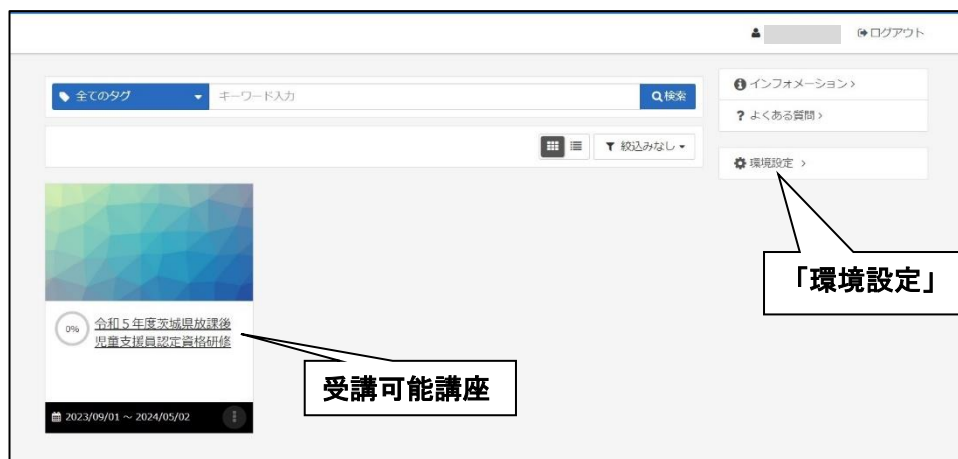 ログアウト
全てのタグ
キーワード入力
検索
インフォメーション >
? よくある質問 >
絞込みなし
環境設定 >
「環境設定」
0%
令和5年度茨城県放課後
児童支援員認定資格研修
受講可能講座
2023/09/01 ~ 2024/05/02